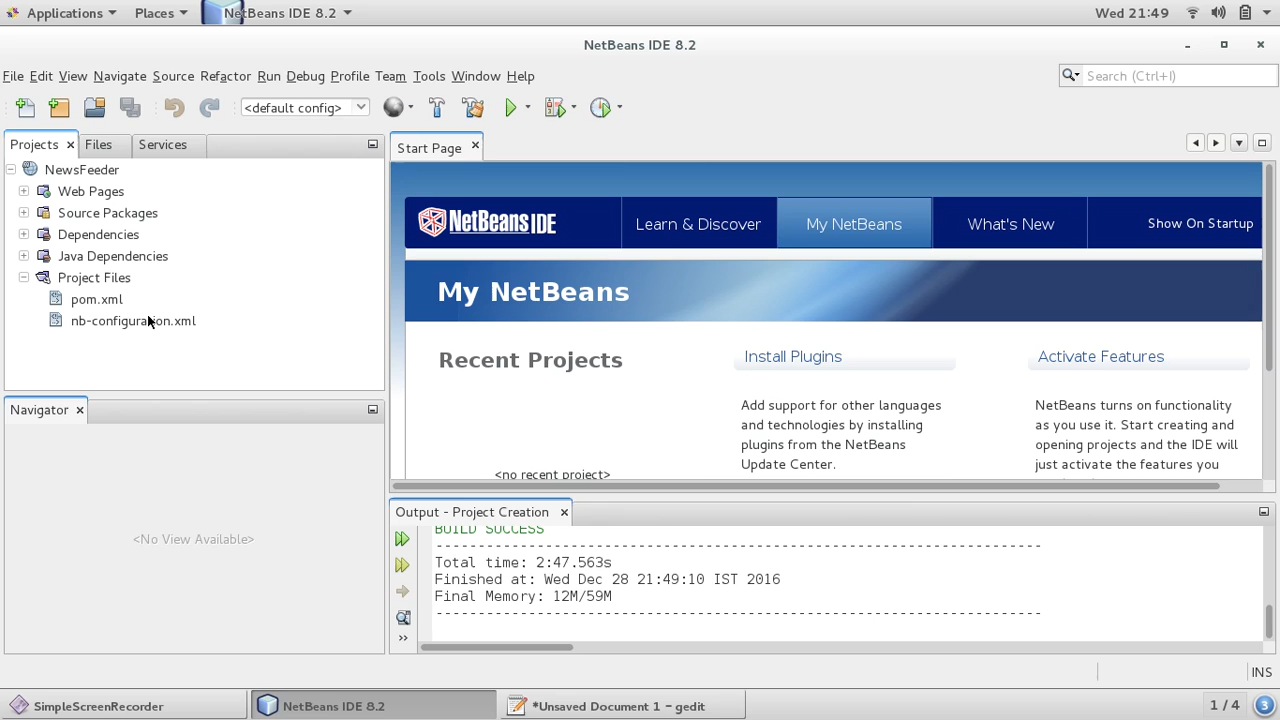 Applications Places NetBeans IDE 8.2 Wed 21:49
NetBeans IDE 8.2
File Edit View Navigate Source Refactor Run Debug Profile Team Tools Window Help Search (Ctrl+I)
<default config>
Projects Files Services
Start Page
NewsFeeder
Web Pages
Source Packages
Dependencies
Java Dependencies
Project Files
pom.xml
nb-configuration.xml
NetBeans IDE Learn & Discover My NetBeans What's New Show On Startup
My NetBeans
Recent Projects
<no recent project>
Install Plugins
Add support for other languages
and technologies by installing
plugins from the NetBeans
Update Center.
Activate Features
NetBeans turns on functionality
as you use it. Start creating and
opening projects and the IDE will
just activate the features you
Navigator
<No View Available>
Output - Project Creation
BUILD SUCCESS
------------------------------------------------------------------------
Total time: 2:47.563s
Finished at: Wed Dec 28 21:49:10 IST 2016
Final Memory: 12M/59M
------------------------------------------------------------------------
INS
SimpleScreenRecorder NetBeans IDE 8.2 *Unsaved Document 1 - gedit 1 / 4 3